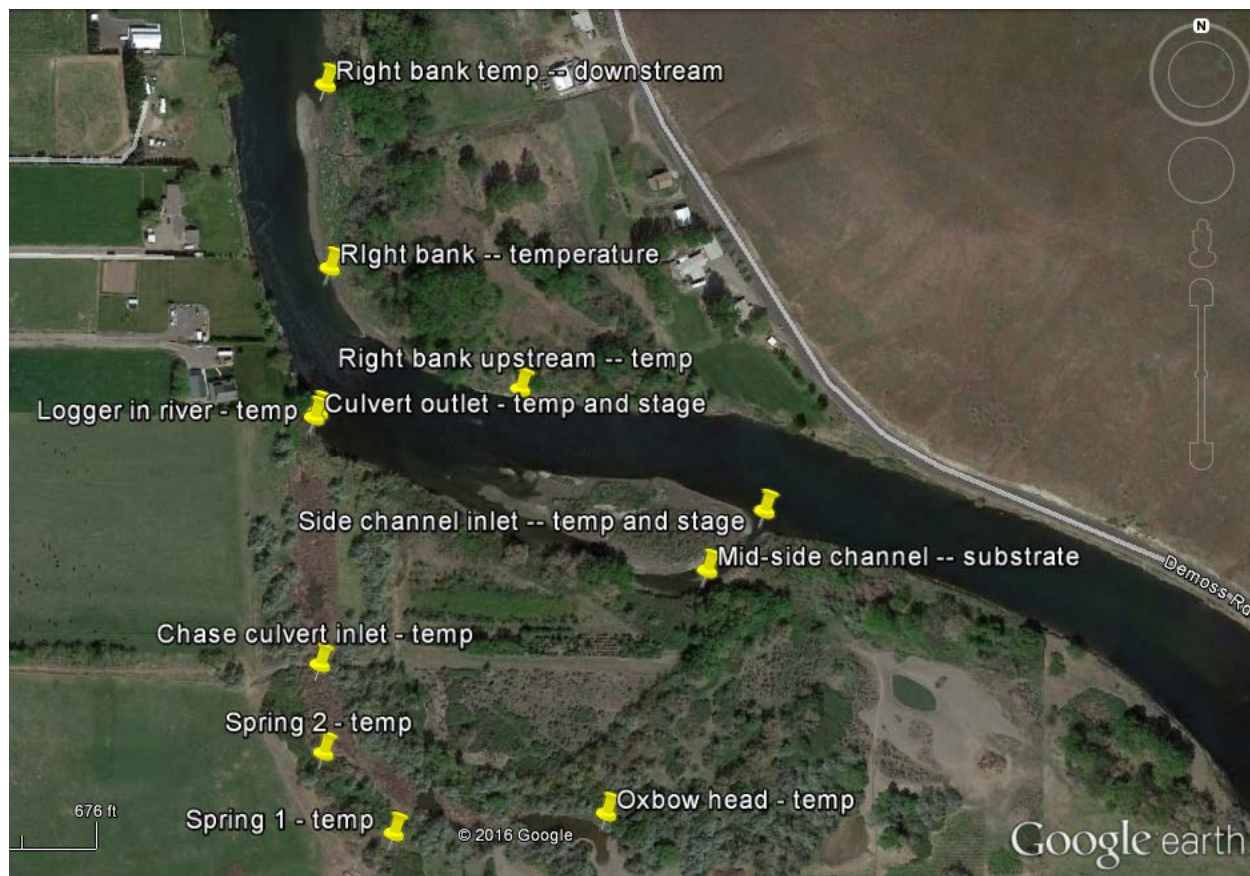 N
Right bank temp -- downstream
RIght bank -- temperature
Right bank upstream -- temp
Culvert outlet - temp and stage
Logger in river - temp
Side channel inlet -- temp and stage
Mid-side channel -- substrate
Demoss Rd
Chase culvert inlet - temp
Spring 2 - temp
Oxbow head - temp
Spring 1 - temp
676 ft
© 2016 Google
Google earth